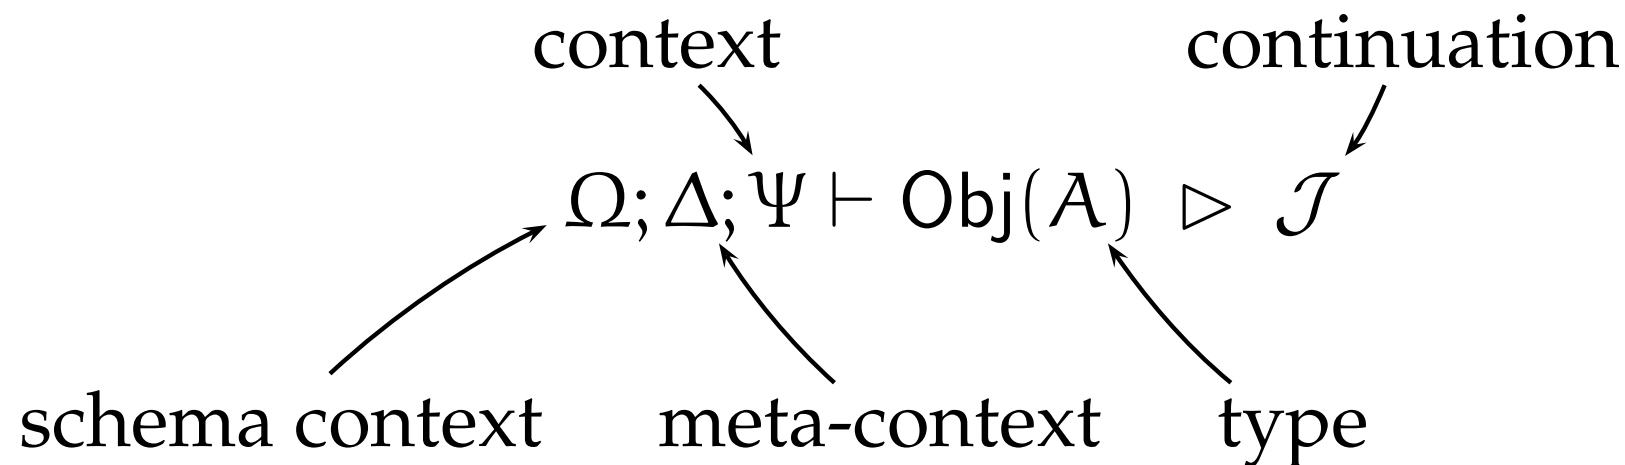 context continuation
Ω; Δ; Ψ ⊢ Obj(A) ▷ 𝒥
schema context meta-context type